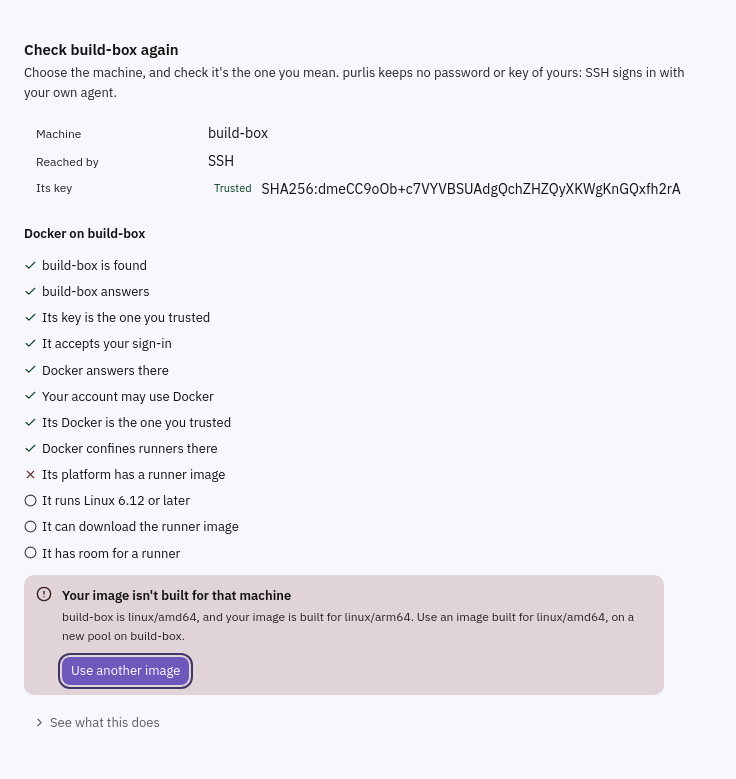 Check build-box again
Choose the machine, and check it's the one you mean. purlis keeps no password or key of yours: SSH signs in with
your own agent.
Machine build-box
Reached by SSH
Its key Trusted SHA256:dmeCC9oOb+c7VYVBSUAdgQchZHZQyXKWgKnGQxfh2rA
Docker on build-box
build-box is found
build-box answers
Its key is the one you trusted
It accepts your sign-in
Docker answers there
Your account may use Docker
Its Docker is the one you trusted
Docker confines runners there
Its platform has a runner image
It runs Linux 6.12 or later
It can download the runner image
It has room for a runner
Your image isn't built for that machine
build-box is linux/amd64, and your image is built for linux/arm64. Use an image built for linux/amd64, on a
new pool on build-box.
Use another image
See what this does